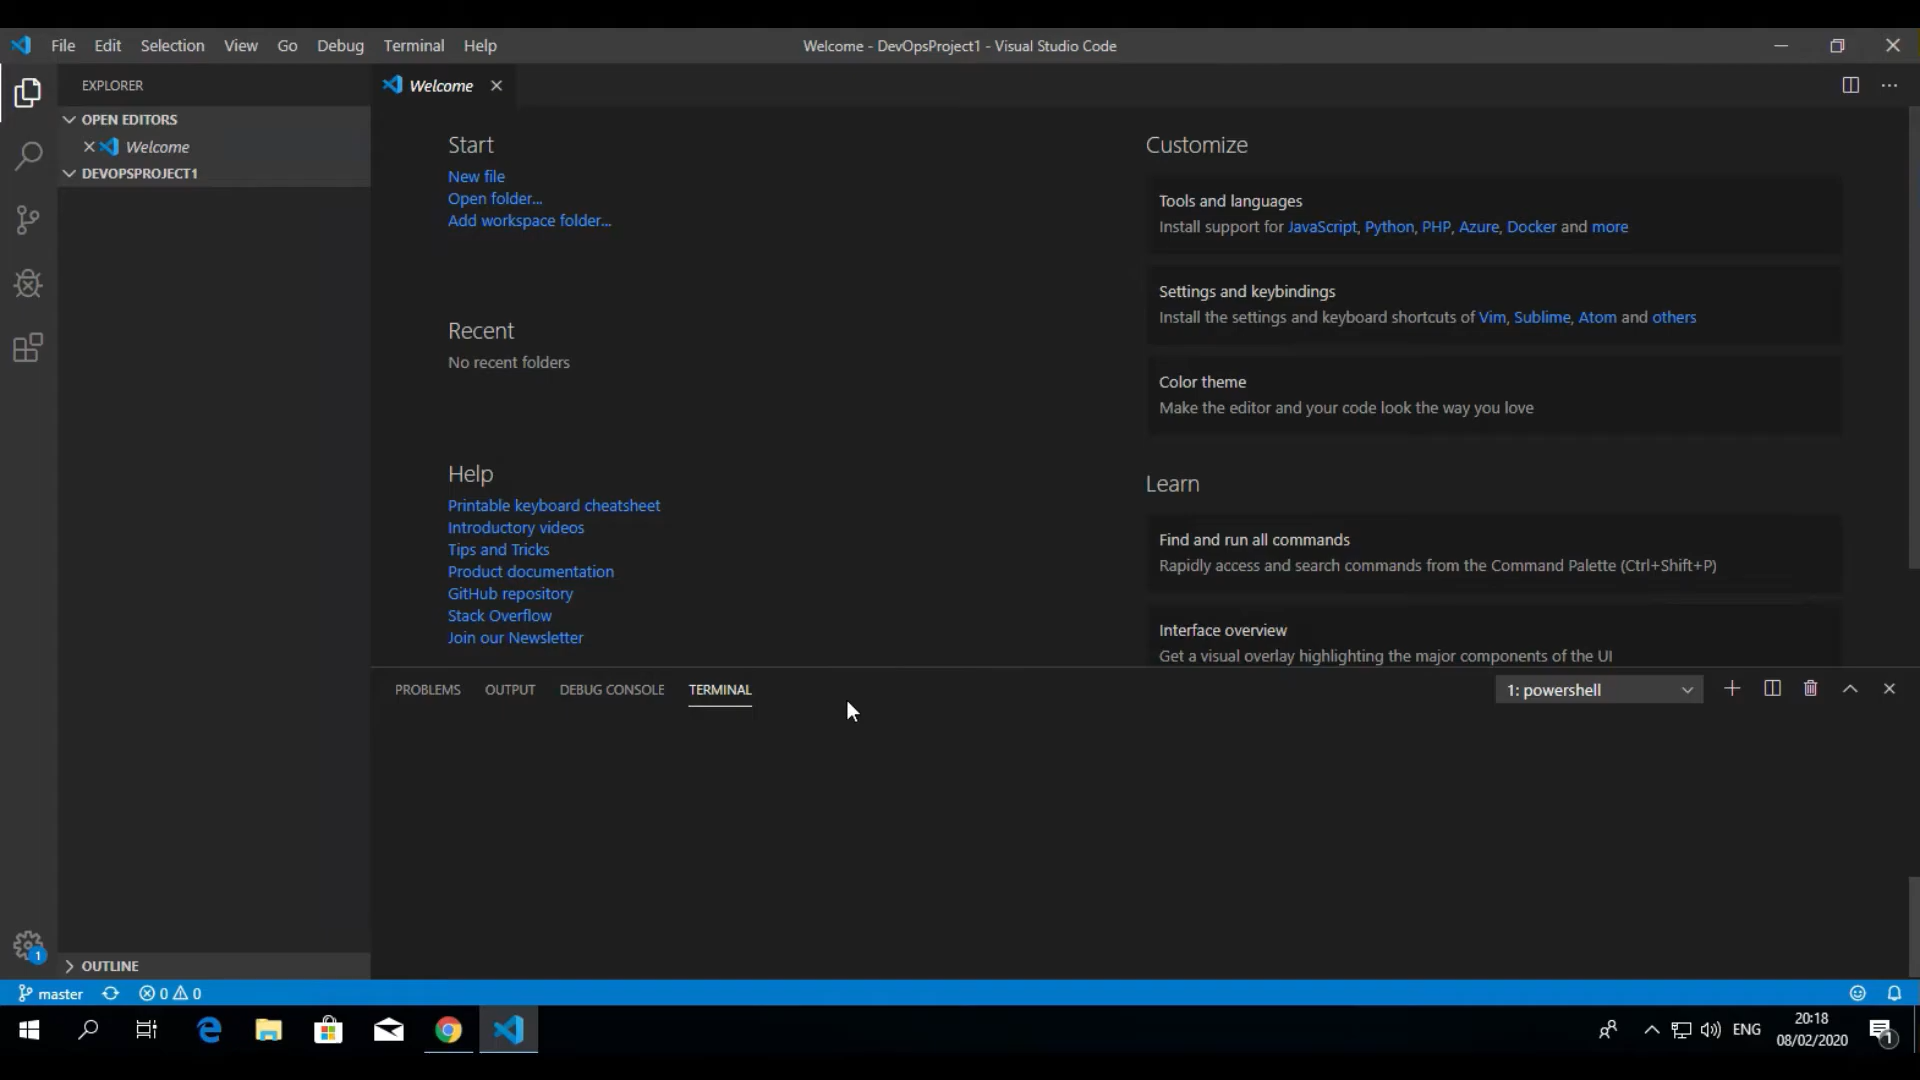 File Edit Selection View Go Debug Terminal Help
Welcome - DevOpsProject1 - Visual Studio Code
EXPLORER
OPEN EDITORS
Welcome
DEVOPSPROJECT1
OUTLINE
Welcome
Start
New file
Open folder...
Add workspace folder...
Recent
No recent folders
Help
Printable keyboard cheatsheet
Introductory videos
Tips and Tricks
Product documentation
GitHub repository
Stack Overflow
Join our Newsletter
Customize
Tools and languages
Install support for JavaScript, Python, PHP, Azure, Docker and more
Settings and keybindings
Install the settings and keyboard shortcuts of Vim, Sublime, Atom and others
Color theme
Make the editor and your code look the way you love
Learn
Find and run all commands
Rapidly access and search commands from the Command Palette (Ctrl+Shift+P)
Interface overview
Get a visual overlay highlighting the major components of the UI
PROBLEMS OUTPUT DEBUG CONSOLE TERMINAL
1: powershell
1
master 0 0
ENG
20:18
08/02/2020
1